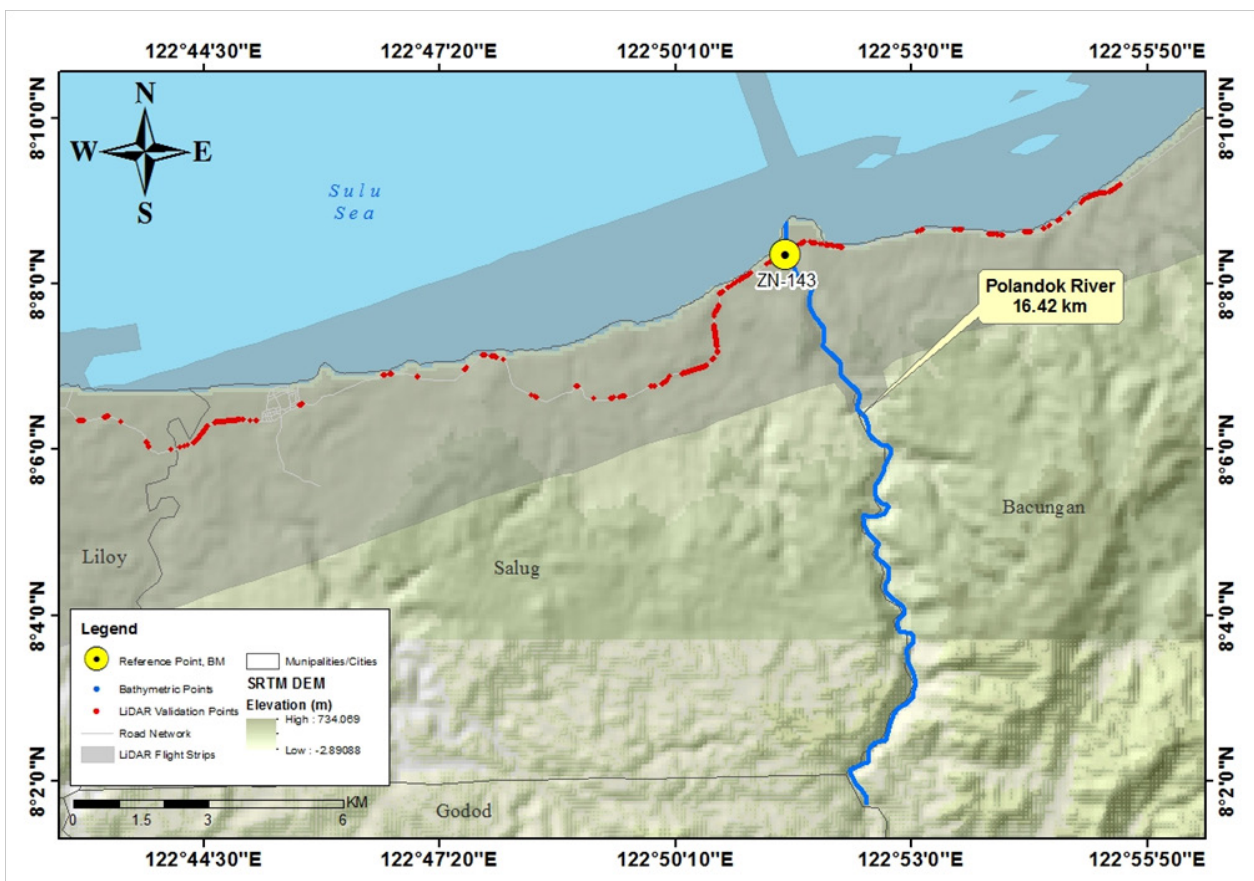 122°44'30"E 122°47'20"E 122°50'10"E 122°53'0"E 122°55'50"E
N
W E
S
8°10'0"N
8°8'0"N
8°6'0"N
8°4'0"N
8°2'0"N
8°10'0"N
8°8'0"N
8°6'0"N
8°4'0"N
8°2'0"N
Sulu
Sea
ZN-143
Polandok River
16.42 km
Bacungan
Liloy
Salug
Godod
Legend
Reference Point, BM
Bathymetric Points
LiDAR Validation Points
Road Network
LiDAR Flight Strips
Munipalities/Cities
SRTM DEM
Elevation (m)
High : 734.069
Low : -2.89088
KM
0 1.5 3 6
122°44'30"E 122°47'20"E 122°50'10"E 122°53'0"E 122°55'50"E